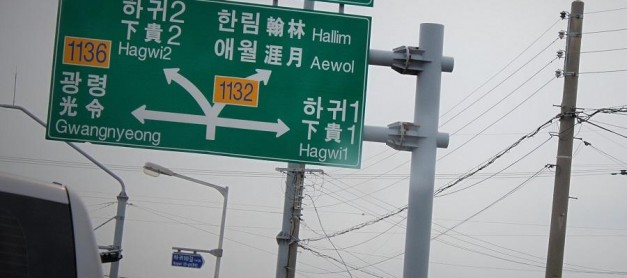 하귀2
下貴2
Hagwi2
한림 翰林 Hallim
애월 涯月 Aewol
1136
광령
光令
Gwangnyeong
1132
하귀1
下貴1
Hagwi1